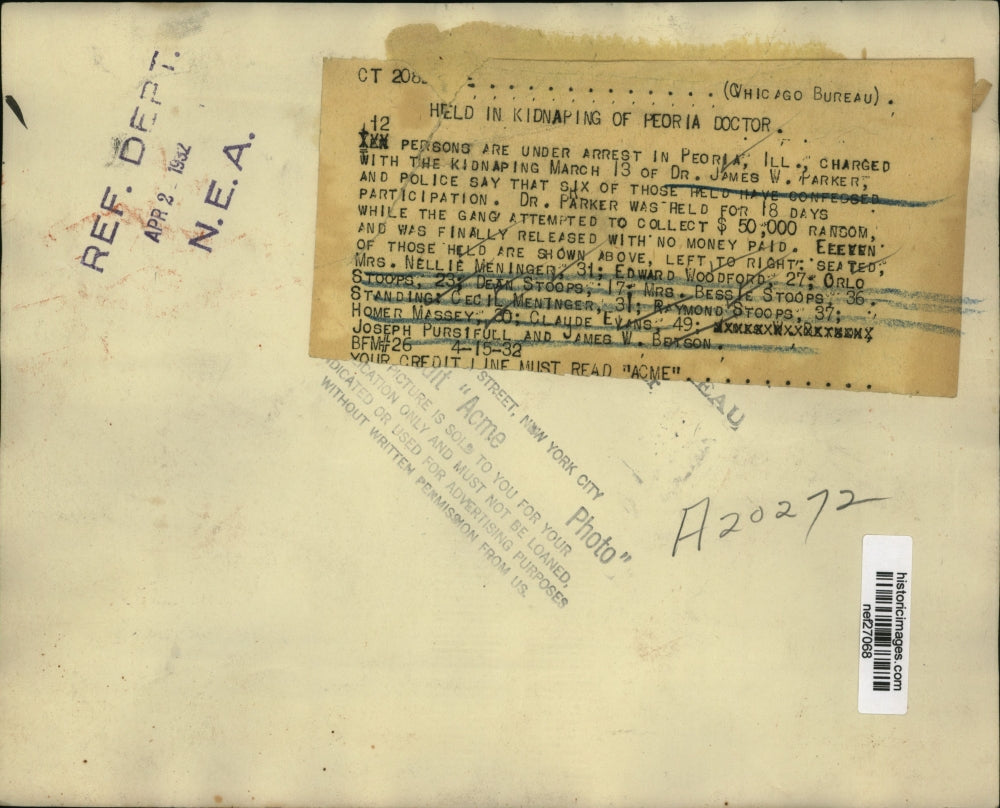 REF. DEPT.
APR 2 - 1932
N. E. A.
CT 208
(CHICAGO BUREAU).
HELD IN KIDNAPING OF PEORIA DOCTOR.
12
XXX PERSONS ARE UNDER ARREST IN PEORIA, ILL., CHARGED
WITH THE KIDNAPING MARCH 13 OF DR. JAMES W. PARKER,
AND POLICE SAY THAT SIX OF THOSE HELD HAVE CONFESSED
PARTICIPATION. DR. PARKER WAS HELD FOR 18 DAYS
WHILE THE GANG ATTEMPTED TO COLLECT $ 50,000 RANSOM,
AND WAS FINALLY RELEASED WITH NO MONEY PAID. ELEVEN
OF THOSE HELD ARE SHOWN ABOVE, LEFT TO RIGHT: SEATED;
MRS. NELLIE MENINGER, 31; EDWARD WOODFORD, 27; ORLO
STOOPS, 23; DEAN STOOPS, 17; MRS. BESSIE STOOPS, 36.
STANDING: CECIL MENINGER, 31; RAYMOND STOOPS, 37;
HOMER MASSEY, 30; CLAUDE EVANS, 49;
JOSEPH PURSIFULL AND JAMES W. BETSON.
BFM#26 4-15-32
YOUR CREDIT LINE MUST READ "ACME"
EAU
STREET, NEW YORK CITY
"Acme Photo"
PICTURE IS SOLD TO YOU FOR YOUR
CATION ONLY AND MUST NOT BE LOANED,
DICATED OR USED FOR ADVERTISING PURPOSES
WITHOUT WRITTEN PERMISSION FROM US.
A20272
historicimages.com
nef27068